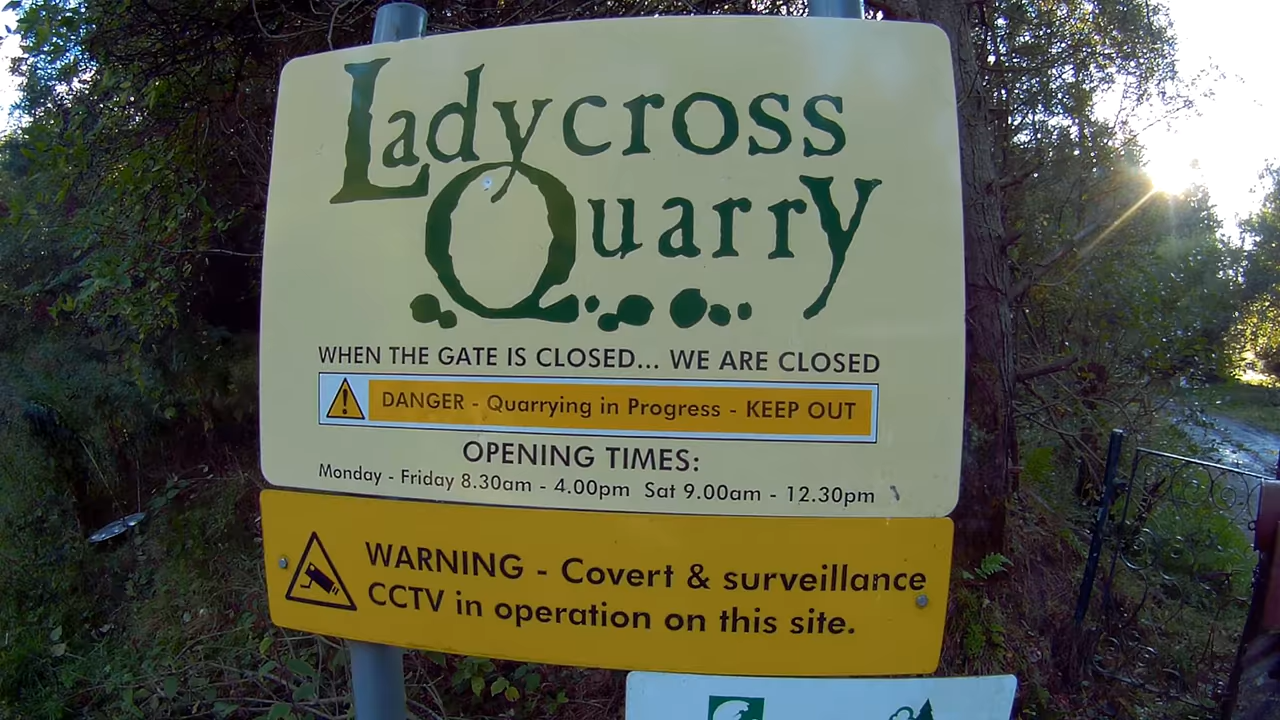 Ladycross
Quarry
WHEN THE GATE IS CLOSED... WE ARE CLOSED
DANGER - Quarrying in Progress - KEEP OUT
OPENING TIMES:
Monday - Friday 8.30am - 4.00pm Sat 9.00am - 12.30pm
WARNING - Covert & surveillance
CCTV in operation on this site.